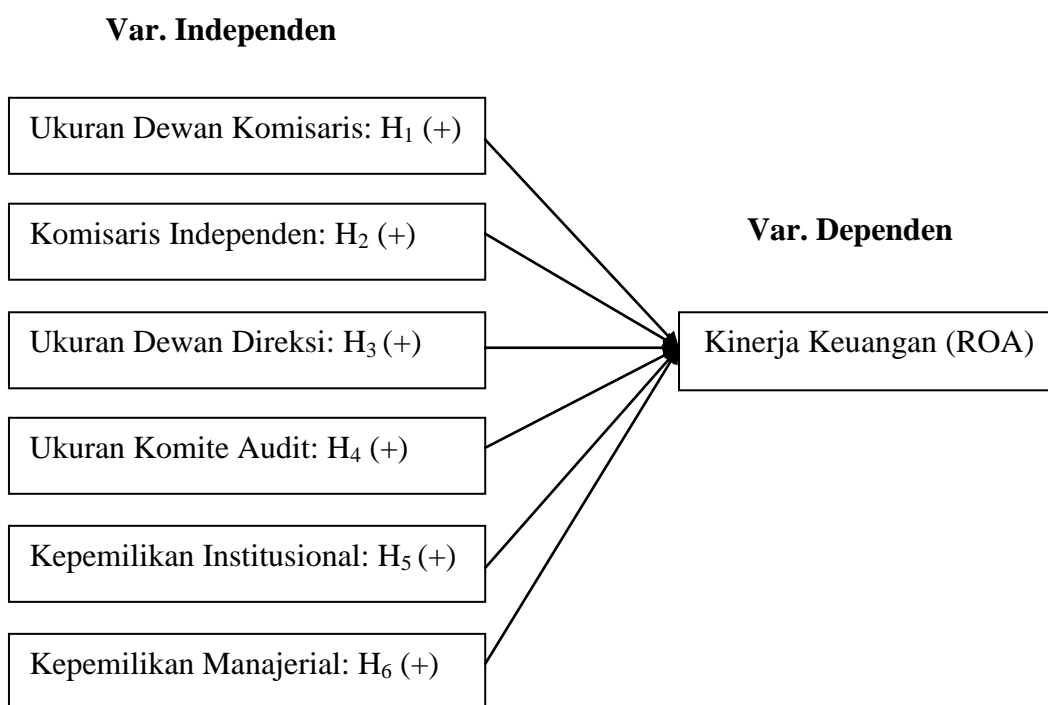 Var. Independen
Ukuran Dewan Komisaris: H₁ (+)
Komisaris Independen: H₂ (+)
Var. Dependen
Ukuran Dewan Direksi: H₃ (+)
Kinerja Keuangan (ROA)
Ukuran Komite Audit: H₄ (+)
Kepemilikan Institusional: H₅ (+)
Kepemilikan Manajerial: H₆ (+)